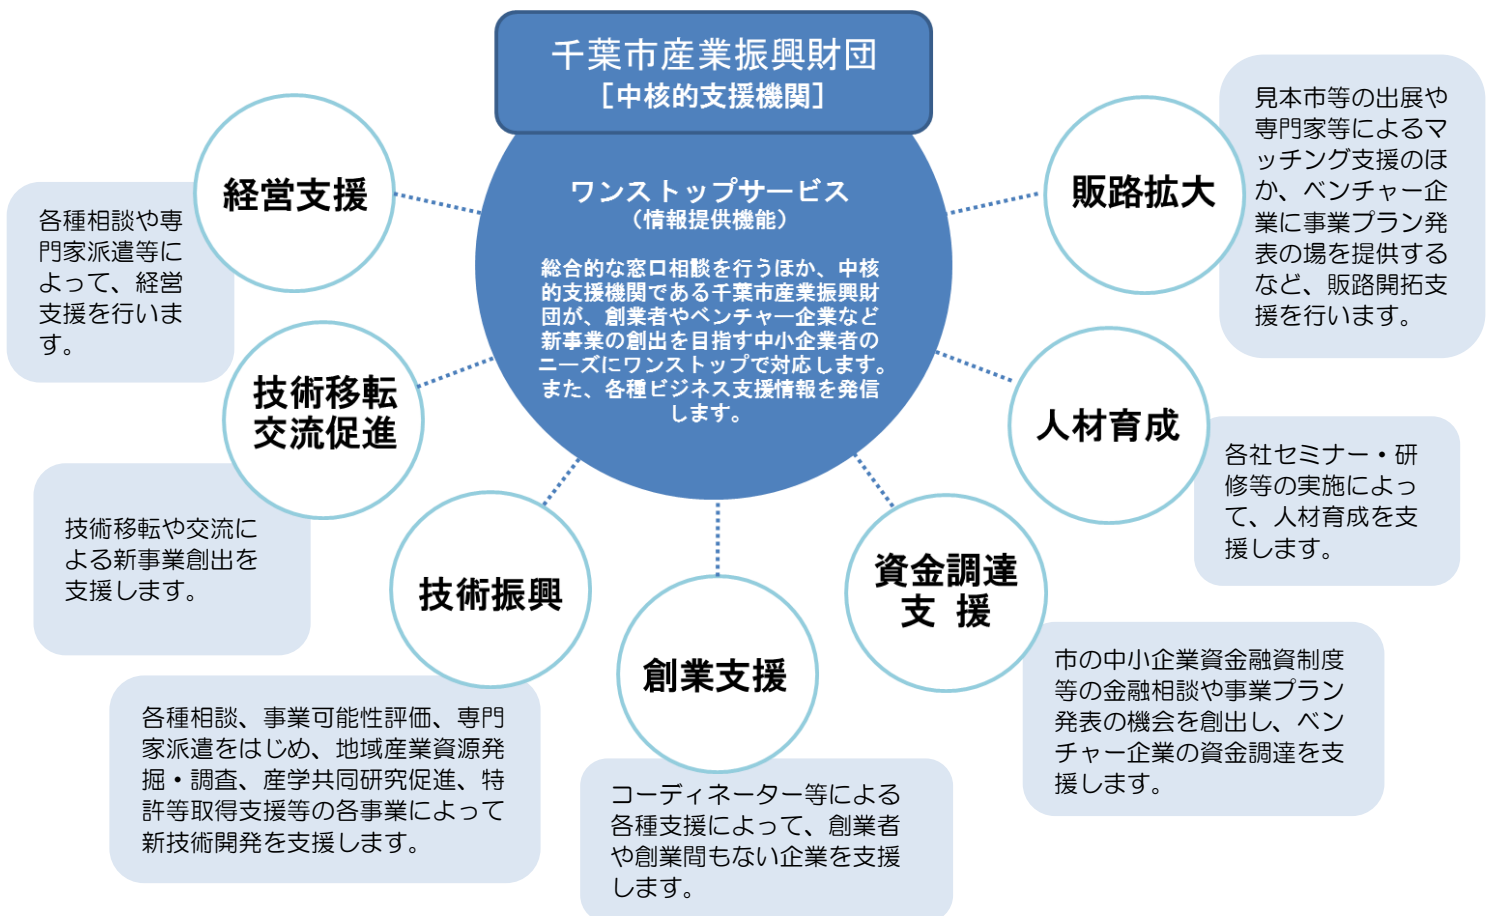 千葉市産業振興財団
［中核的支援機関］
ワンストップサービス
（情報提供機能）
総合的な窓口相談を行うほか、中核
的支援機関である千葉市産業振興財
団が、創業者やベンチャー企業など
新事業の創出を目指す中小企業者の
ニーズにワンストップで対応します。
また、各種ビジネス支援情報を発信
します。
経営支援
各種相談や専
門家派遣等に
よって、経営
支援を行いま
す。
技術移転
交流促進
技術移転や交流に
よる新事業創出を
支援します。
技術振興
各種相談、事業可能性評価、専門
家派遣をはじめ、地域産業資源発
掘・調査、産学共同研究促進、特
許等取得支援等の各事業によって
新技術開発を支援します。
創業支援
コーディネーター等による
各種支援によって、創業者
や創業間もない企業を支援
します。
資金調達
支 援
市の中小企業資金融資制度
等の金融相談や事業プラン
発表の機会を創出し、ベン
チャー企業の資金調達を支
援します。
人材育成
各社セミナー・研
修等の実施によっ
て、人材育成を支
援します。
販路拡大
見本市等の出展や
専門家等によるマ
ッチング支援のほ
か、ベンチャー企
業に事業プラン発
表の場を提供する
など、販路開拓支
援を行います。